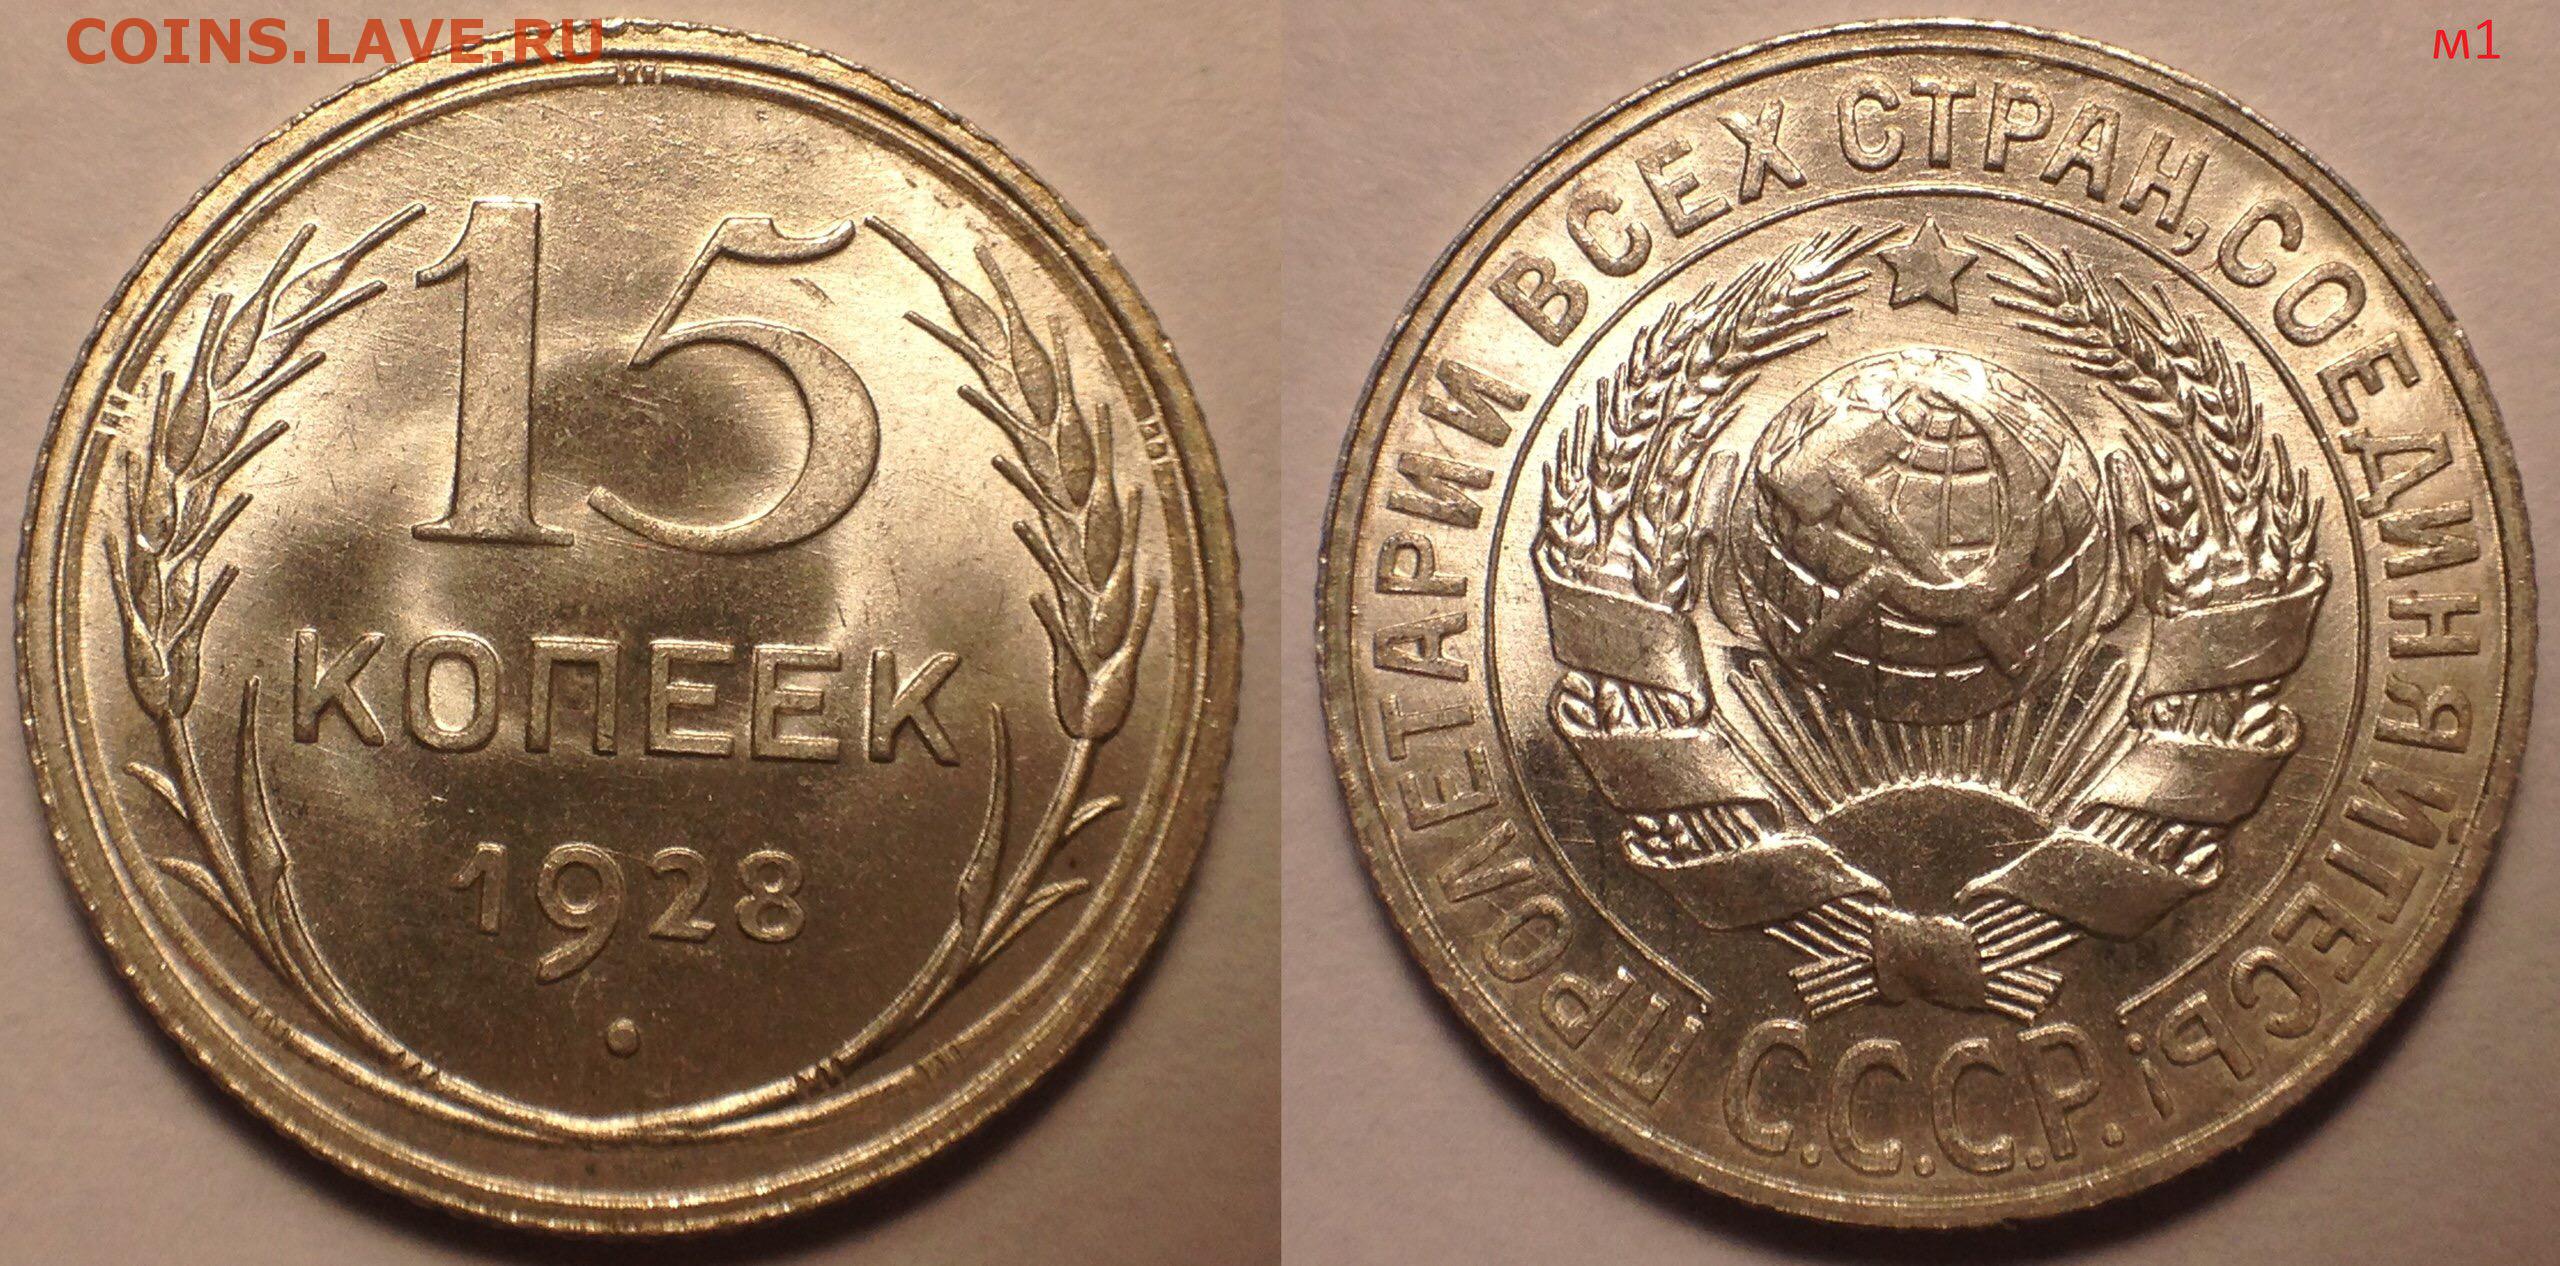 COINS.LAVE.RU
15
КОПЕЕК
1928
м1
ПРОЛЕТАРИИ ВСЕХ СТРАН, СОЕДИНЯЙТЕСЬ!
С.С.С.Р.